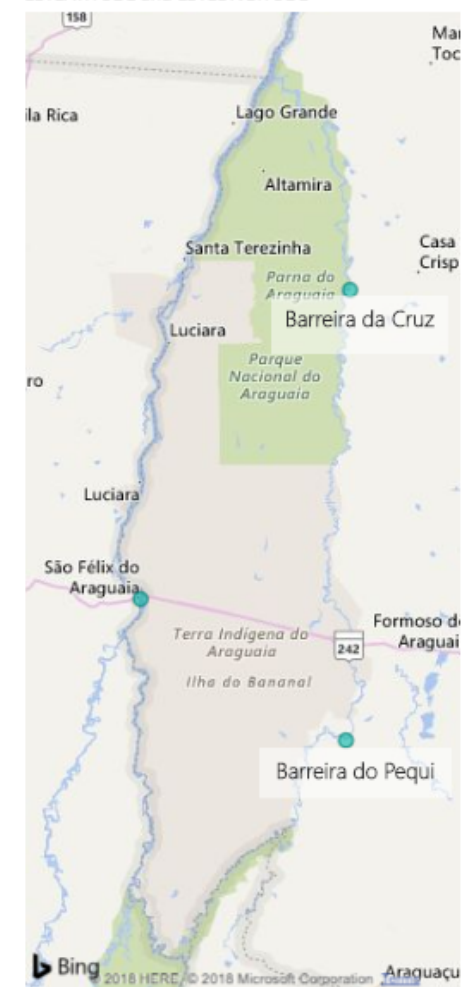 158
Mar
Toc
Lago Grande
ila Rica
Altamira
Casa
Crisp
Santa Terezinha
Parna do
Araguaia
Barreira da Cruz
Luciara
Parque
Nacional do
Araguaia
ro
Luciara
São Félix do
Araguaia
Formoso d
Araguai
Terra Indígena do
Araguaia
242
Ilha do Bananal
Barreira do Pequi
Bing
© 2018 HERE, © 2018 Microsoft Corporation
Araguaçu